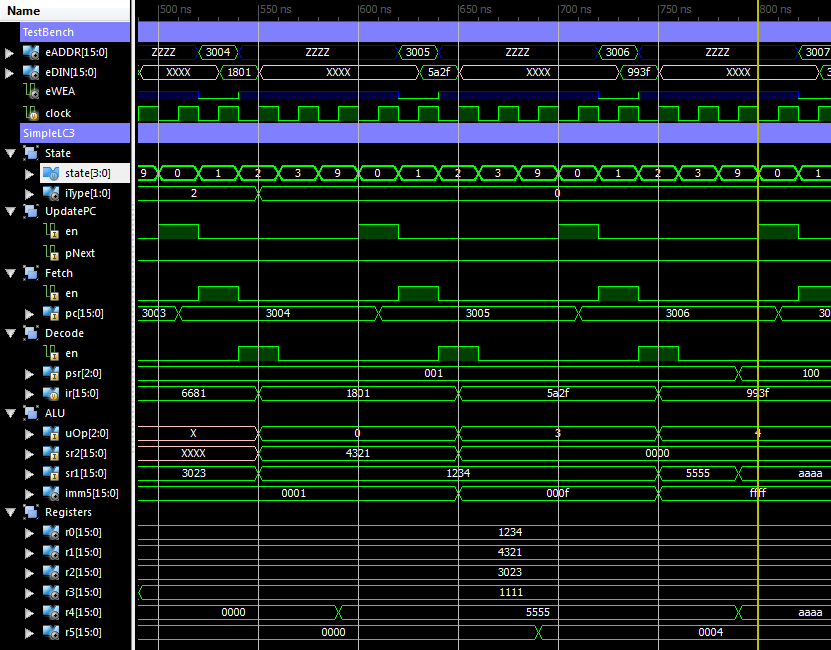 Name 500 ns 550 ns 600 ns 650 ns 700 ns 750 ns 800 ns
TestBench
eADDR[15:0] ZZZZ 3004 ZZZZ 3005 ZZZZ 3006 ZZZZ 3007
eDIN[15:0] XXXX 1801 XXXX 5a2f XXXX 993f XXXX 3
eWEA
clock
SimpleLC3
State
state[3:0] 9 0 1 2 3 9 0 1 2 3 9 0 1 2 3 9 0 1
iType[1:0] 2 0
UpdatePC
en
pNext
Fetch
en
pc[15:0] 3003 3004 3005 3006 30
Decode
en
psr[2:0] 001 100
ir[15:0] 6681 1801 5a2f 993f
ALU
uOp[2:0] X 0 3 4
sr2[15:0] XXXX 4321 0000
sr1[15:0] 3023 1234 5555 aaaa
imm5[15:0] 0001 000f ffff
Registers
r0[15:0] 1234
r1[15:0] 4321
r2[15:0] 3023
r3[15:0] 1111
r4[15:0] 0000 5555 aaaa
r5[15:0] 0000 0004